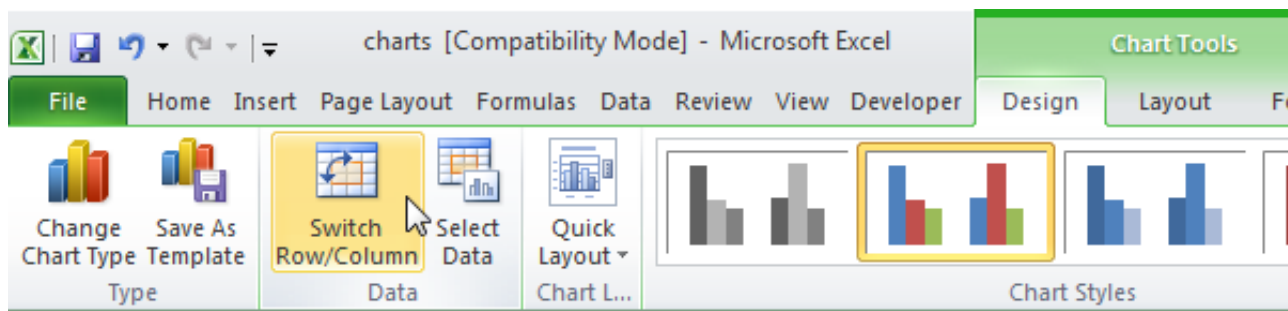 charts [Compatibility Mode] - Microsoft Excel
Chart Tools
File Home Insert Page Layout Formulas Data Review View Developer Design Layout
Change Chart Type
Save As Template
Switch Row/Column
Select Data
Quick Layout
Type
Data
Chart L...
Chart Styles